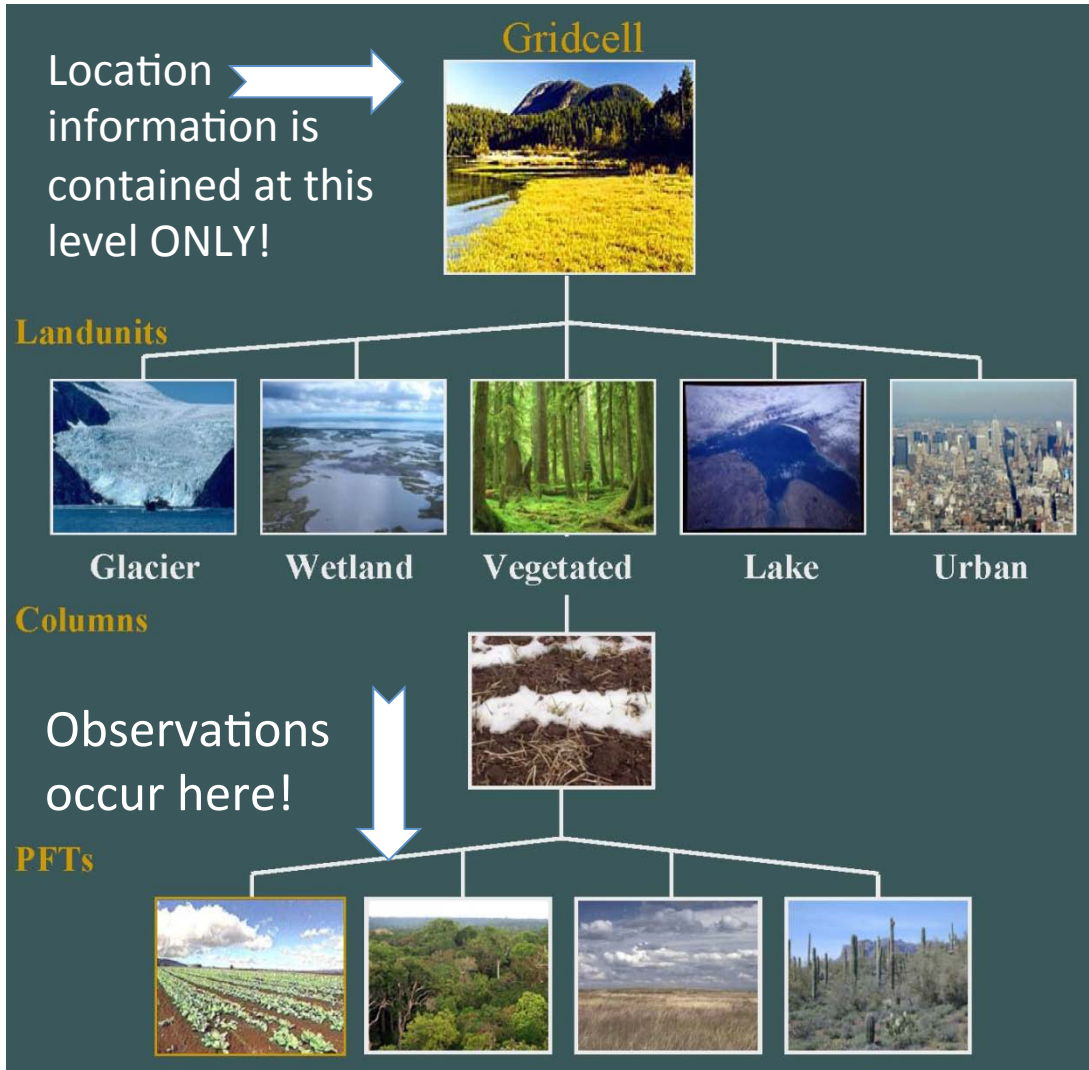 Gridcell
Location
information is
contained at this
level ONLY!
Landunits
Glacier
Wetland
Vegetated
Lake
Urban
Columns
Observations
occur here!
PFTs